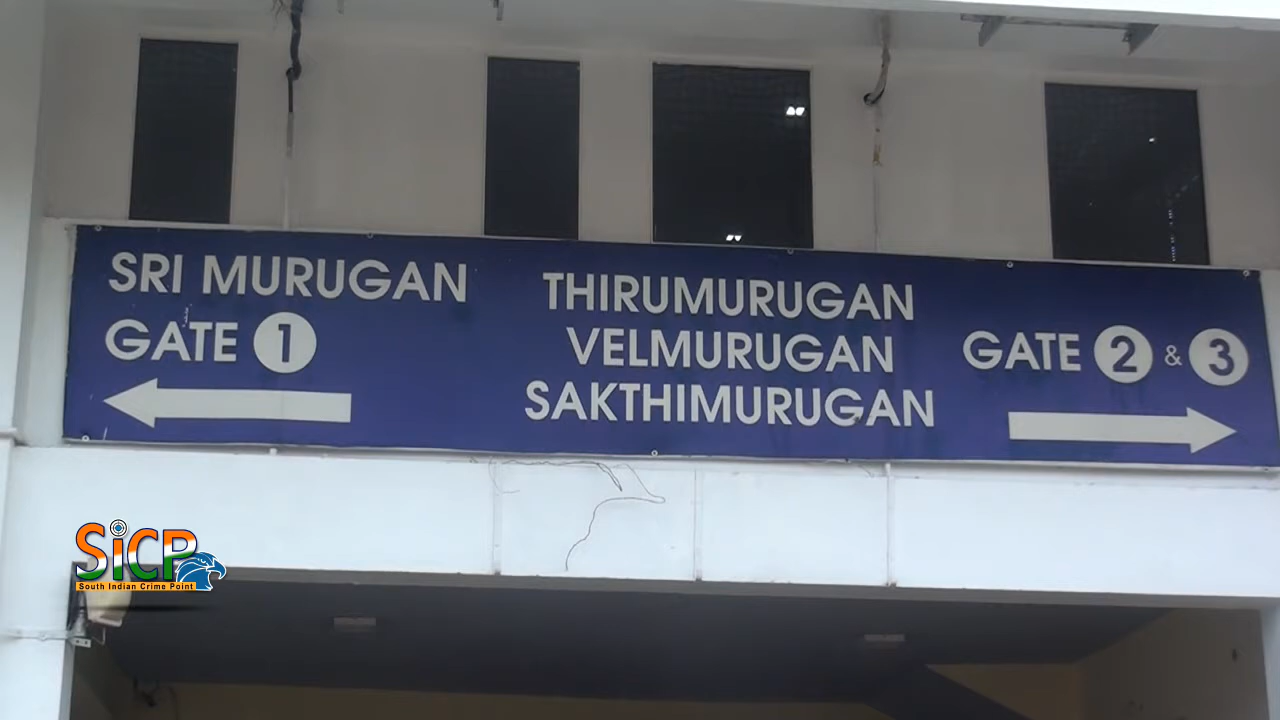 SRI MURUGAN
GATE 1
THIRUMURUGAN
VELMURUGAN
SAKTHIMURUGAN
GATE 2 & 3
SiCP
South Indian Crime Point